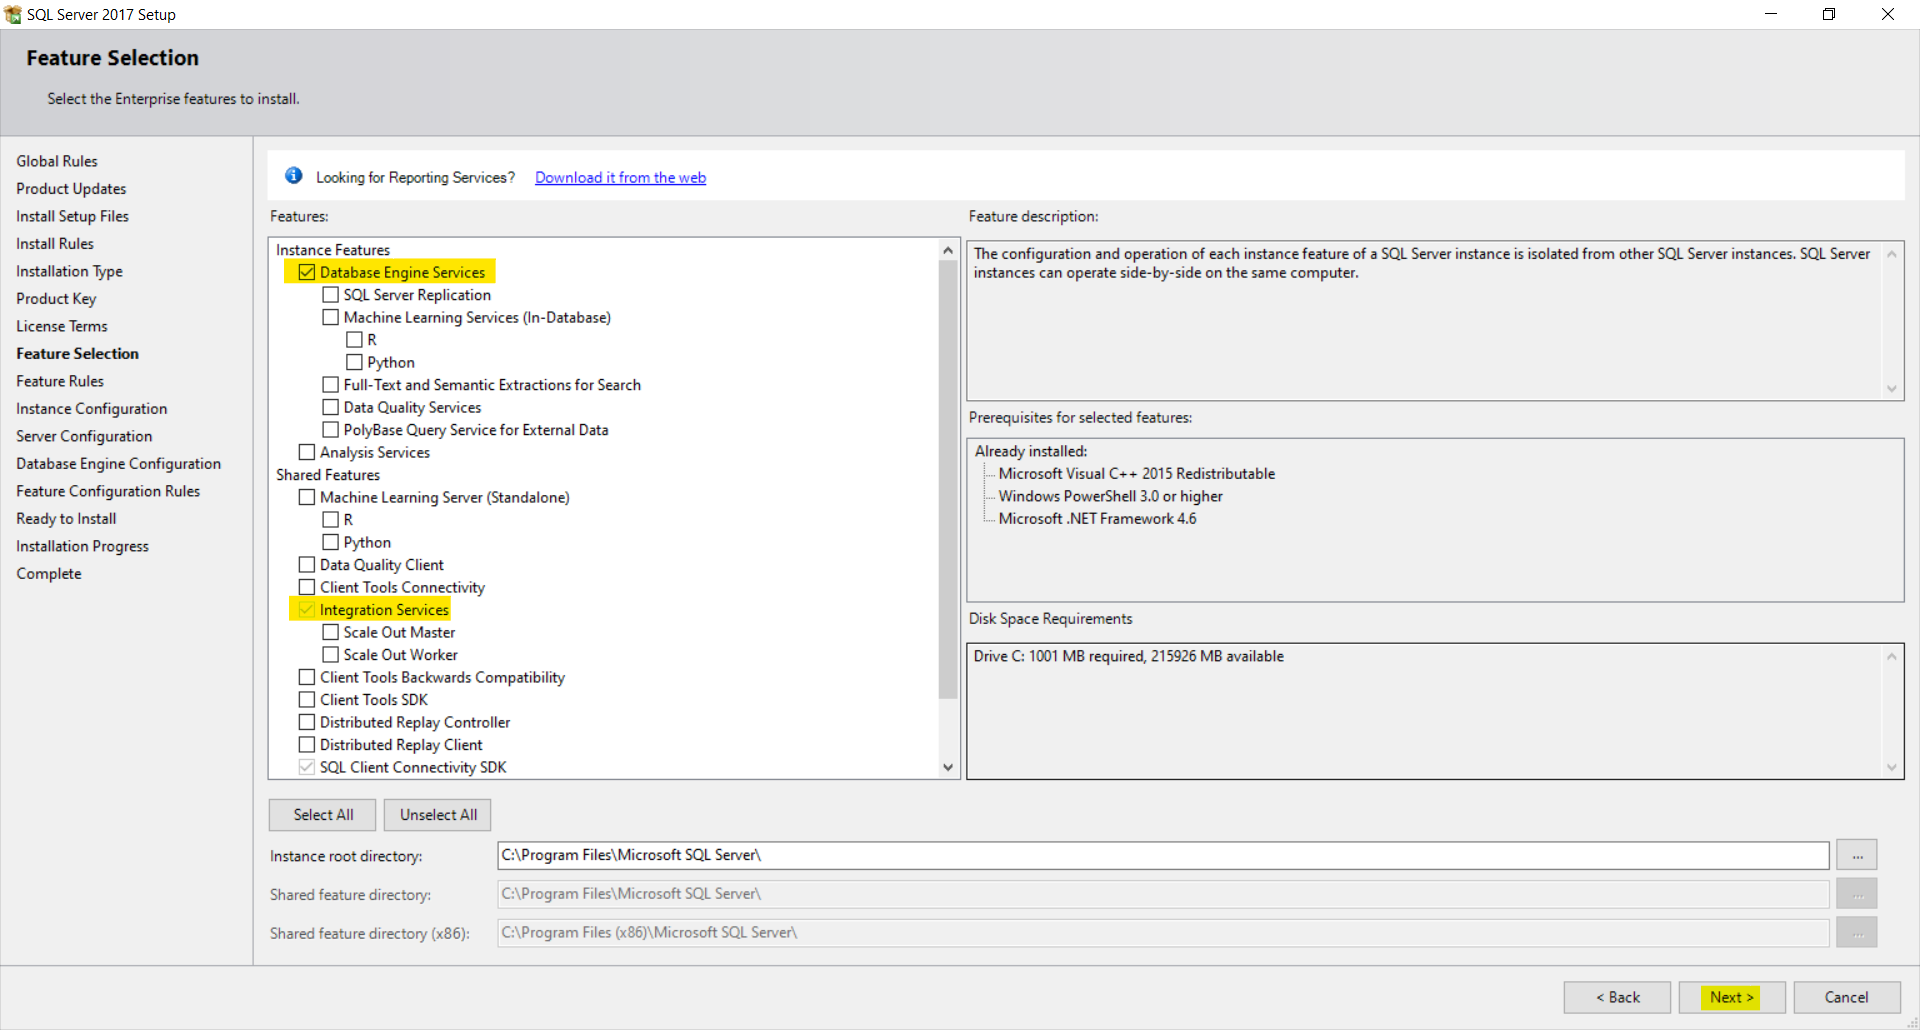 SQL Server 2017 Setup
Feature Selection
Select the Enterprise features to install.
Global Rules
Product Updates
Install Setup Files
Install Rules
Installation Type
Product Key
License Terms
Feature Selection
Feature Rules
Instance Configuration
Server Configuration
Database Engine Configuration
Feature Configuration Rules
Ready to Install
Installation Progress
Complete
Looking for Reporting Services? Download it from the web
Features:
Instance Features
Database Engine Services
SQL Server Replication
Machine Learning Services (In-Database)
R
Python
Full-Text and Semantic Extractions for Search
Data Quality Services
PolyBase Query Service for External Data
Analysis Services
Shared Features
Machine Learning Server (Standalone)
R
Python
Data Quality Client
Client Tools Connectivity
Integration Services
Scale Out Master
Scale Out Worker
Client Tools Backwards Compatibility
Client Tools SDK
Distributed Replay Controller
Distributed Replay Client
SQL Client Connectivity SDK
Feature description:
The configuration and operation of each instance feature of a SQL Server instance is isolated from other SQL Server instances. SQL Server
instances can operate side-by-side on the same computer.
Prerequisites for selected features:
Already installed:
Microsoft Visual C++ 2015 Redistributable
Windows PowerShell 3.0 or higher
Microsoft .NET Framework 4.6
Disk Space Requirements
Drive C: 1001 MB required, 215926 MB available
Select All Unselect All
Instance root directory: C:\Program Files\Microsoft SQL Server\ ...
Shared feature directory: C:\Program Files\Microsoft SQL Server\ ...
Shared feature directory (x86): C:\Program Files (x86)\Microsoft SQL Server\ ...
< Back Next > Cancel